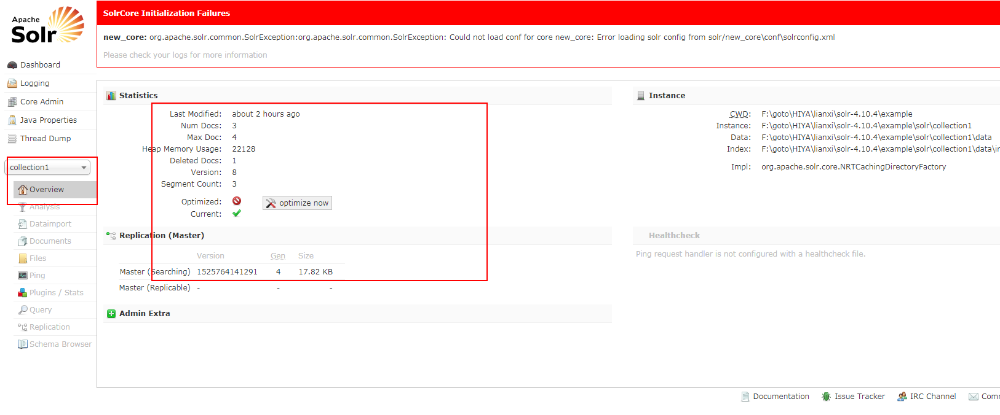 Apache
Solr
Dashboard
Logging
Core Admin
Java Properties
Thread Dump
collection1
Overview
Analysis
Dataimport
Documents
Files
Ping
Plugins / Stats
Query
Replication
Schema Browser
SolrCore Initialization Failures
new_core: org.apache.solr.common.SolrException:org.apache.solr.common.SolrException: Could not load conf for core new_core: Error loading solr config from solr/new_core\conf\solrconfig.xml
Please check your logs for more information
Statistics
Last Modified: about 2 hours ago
Num Docs: 3
Max Doc: 4
Heap Memory Usage: 22128
Deleted Docs: 1
Version: 8
Segment Count: 3
Optimized: optimize now
Current:
Replication (Master)
Version Gen Size
Master (Searching) 1525764141291 4 17.82 KB
Master (Replicable) - - -
Admin Extra
Instance
CWD: F:\goto\HIYA\lianxi\solr-4.10.4\example
Instance: F:\goto\HIYA\lianxi\solr-4.10.4\example\solr\collection1
Data: F:\goto\HIYA\lianxi\solr-4.10.4\example\solr\collection1\data
Index: F:\goto\HIYA\lianxi\solr-4.10.4\example\solr\collection1\data\i
Impl: org.apache.solr.core.NRTCachingDirectoryFactory
Healthcheck
Ping request handler is not configured with a healthcheck file.
Documentation Issue Tracker IRC Channel Com